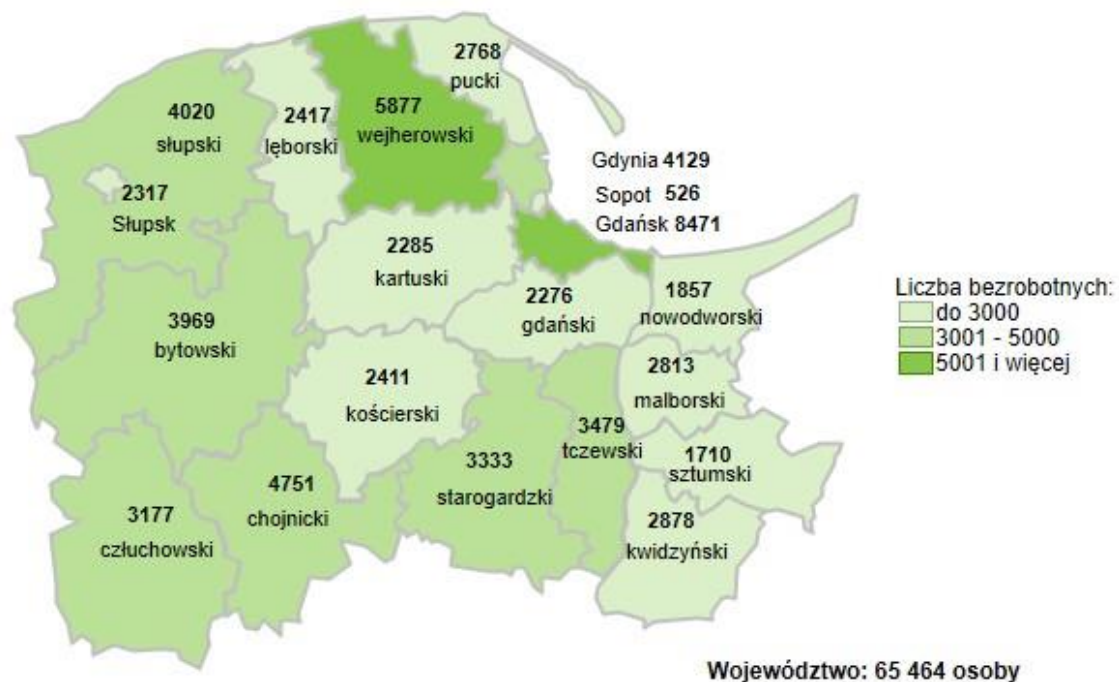 2768
pucki
4020
słupski
2417
lęborski
5877
wejherowski
Gdynia 4129
Sopot 526
Gdańsk 8471
2317
Słupsk
2285
kartuski
2276
gdański
1857
nowodworski
Liczba bezrobotnych:
do 3000
3001 - 5000
5001 i więcej
3969
bytowski
2411
kościerski
2813
malborski
3479
tczewski
3333
starogardzki
1710
sztumski
4751
chojnicki
3177
człuchowski
2878
kwidzyński
Województwo: 65 464 osoby